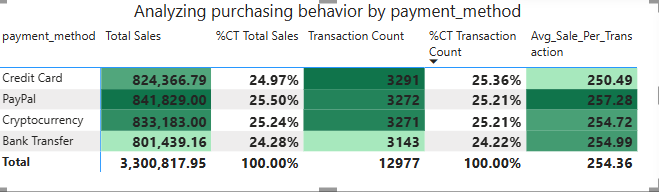 Analyzing purchasing behavior by payment_method
payment_method Total Sales %CT Total Sales Transaction Count %CT Transaction Count Avg_Sale_Per_Transaction
Credit Card 824,366.79 24.97% 3291 25.36% 250.49
PayPal 841,829.00 25.50% 3272 25.21% 257.28
Cryptocurrency 833,183.00 25.24% 3271 25.21% 254.72
Bank Transfer 801,439.16 24.28% 3143 24.22% 254.99
Total 3,300,817.95 100.00% 12977 100.00% 254.36